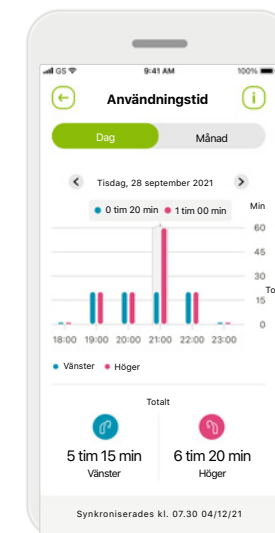 GS 9:41 AM 100%
Användningstid
Dag Månad
Tisdag, 28 september 2021
0 tim 20 min 1 tim 00 min Min
60
45
30
To
15
0
18:00 19:00 20:00 21:00 22:00 23:00
Vänster Höger
Totalt
5 tim 15 min 6 tim 20 min
Vänster Höger
Synkroniserades kl. 07.30 04/12/21